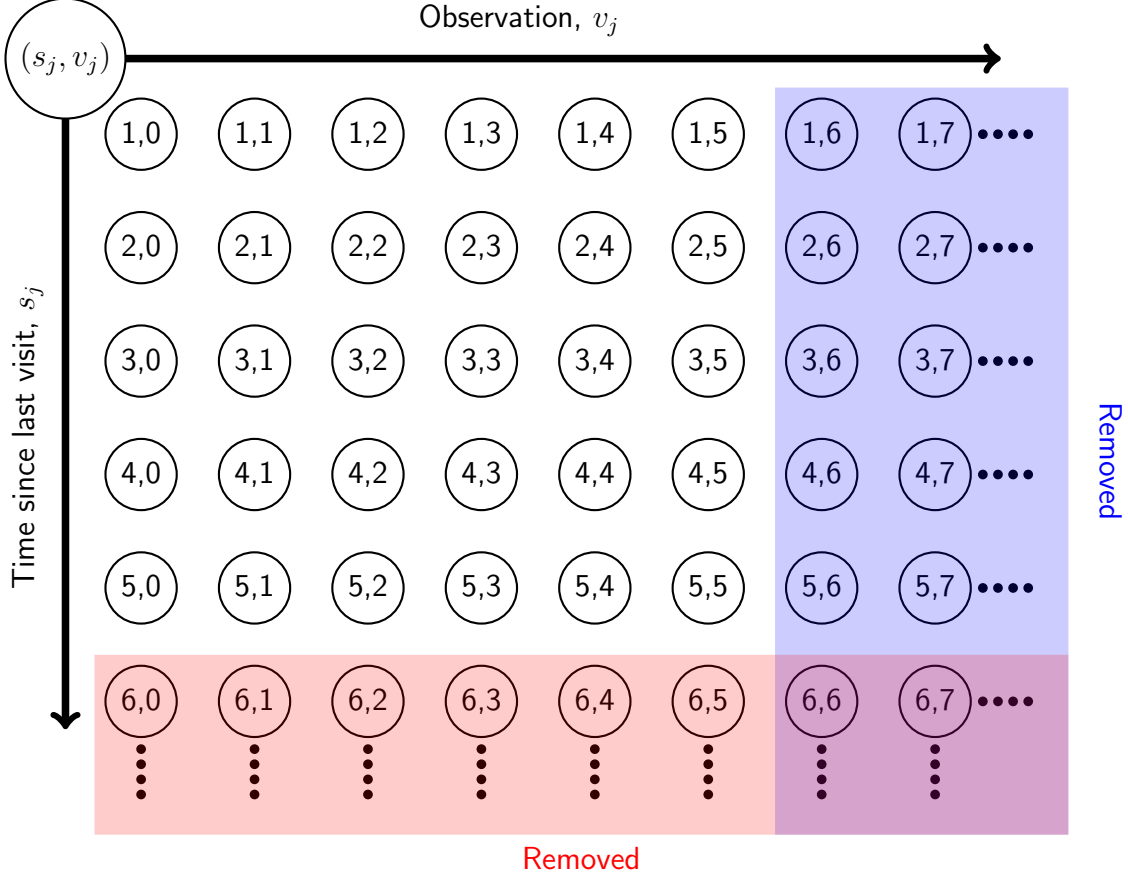 Observation, v_j
(s_j, v_j)
1,0 1,1 1,2 1,3 1,4 1,5 1,6 1,7
2,0 2,1 2,2 2,3 2,4 2,5 2,6 2,7
3,0 3,1 3,2 3,3 3,4 3,5 3,6 3,7
4,0 4,1 4,2 4,3 4,4 4,5 4,6 4,7
5,0 5,1 5,2 5,3 5,4 5,5 5,6 5,7
6,0 6,1 6,2 6,3 6,4 6,5 6,6 6,7
Time since last visit, s_j
Removed
Removed